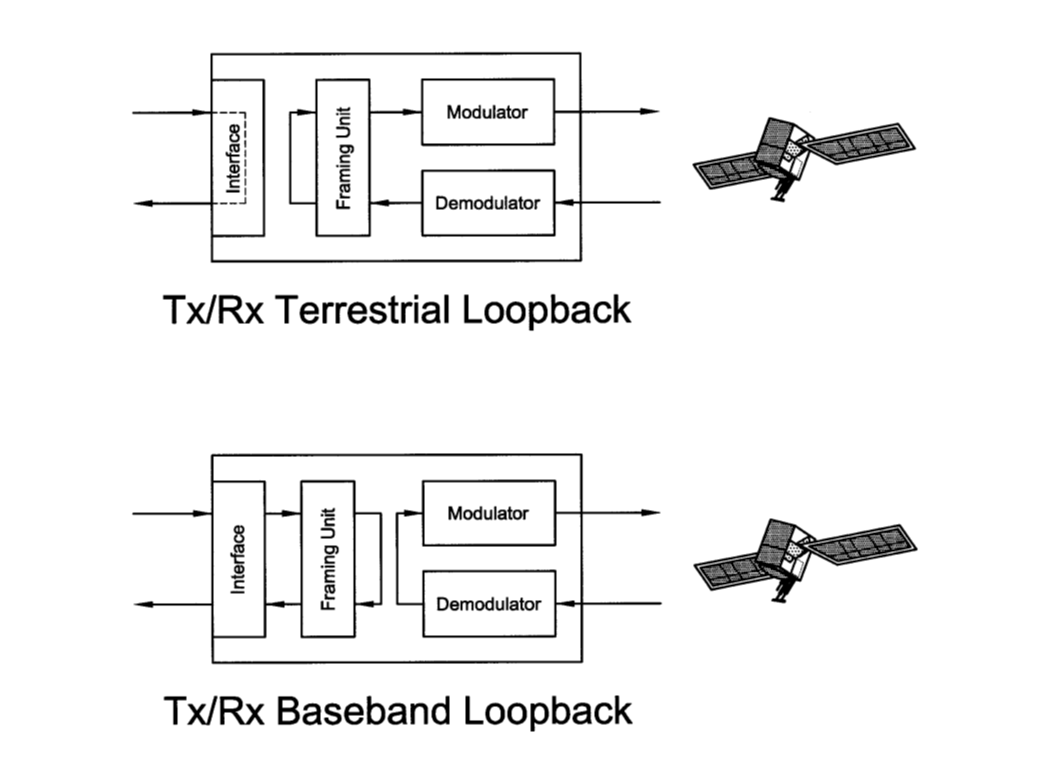 Interface
Framing Unit
Modulator
Demodulator
Tx/Rx Terrestrial Loopback
Interface
Framing Unit
Modulator
Demodulator
Tx/Rx Baseband Loopback